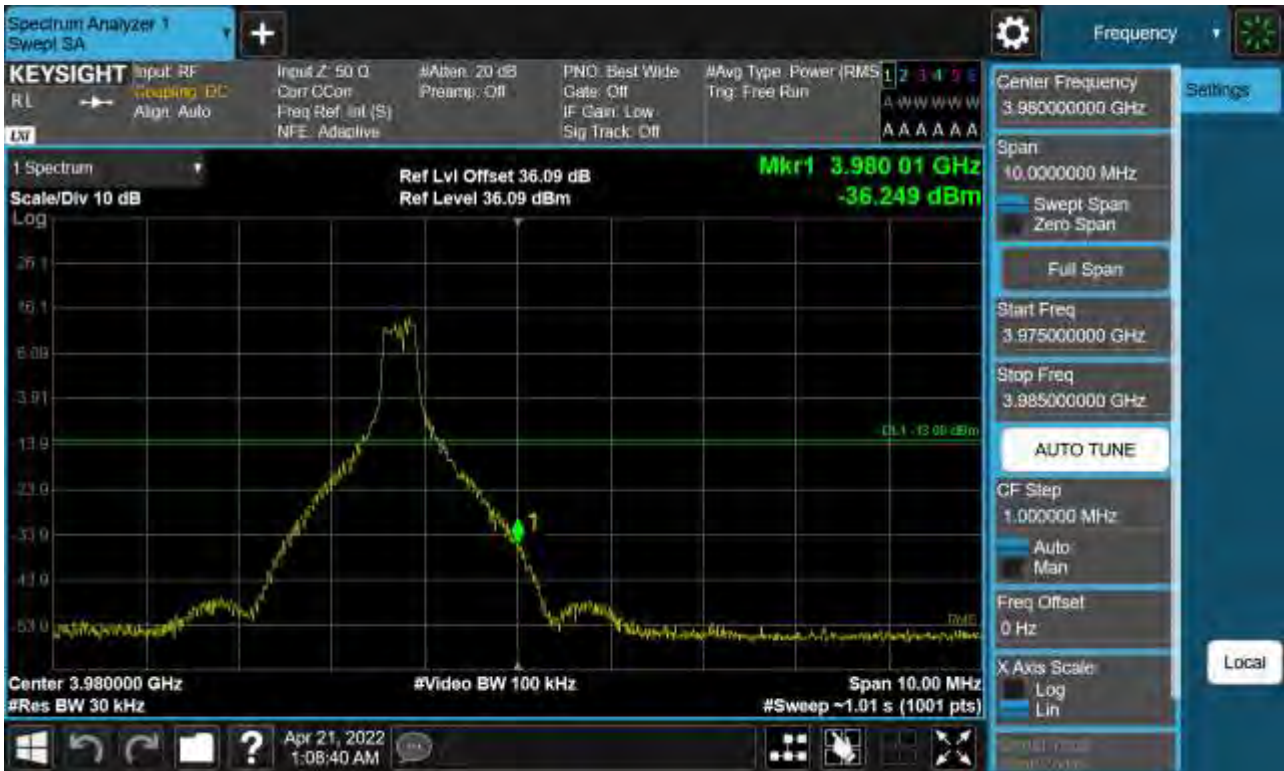 Spectrum Analyzer 1
Swept SA
Frequency
KEYSIGHT
RL
LXI
Input: RF
Coupling: DC
Align: Auto
Input Z: 50 Ω
Corr CCorr
Freq Ref: Int (S)
NFE: Adaptive
#Atten: 20 dB
Preamp: Off
PNO: Best Wide
Gate: Off
IF Gain: Low
Sig Track: Off
#Avg Type: Power (RMS
Trig: Free Run
1 2 3 4 5 6
A W W W W W
A A A A A A
1 Spectrum
Scale/Div 10 dB
Log
Ref Lvl Offset 36.09 dB
Ref Level 36.09 dBm
Mkr1 3.980 01 GHz
-36.249 dBm
26.1
16.1
6.09
-3.91
-13.9
DL1 -13.00 dBm
-23.9
-33.9
1
-43.9
-53.9
RMS
Center 3.980000 GHz
#Video BW 100 kHz
Span 10.00 MHz
#Res BW 30 kHz
#Sweep ~1.01 s (1001 pts)
Apr 21, 2022
1:08:40 AM
Center Frequency
3.980000000 GHz
Settings
Span
10.0000000 MHz
Swept Span
Zero Span
Full Span
Start Freq
3.975000000 GHz
Stop Freq
3.985000000 GHz
AUTO TUNE
CF Step
1.000000 MHz
Auto
Man
Freq Offset
0 Hz
X Axis Scale
Log
Lin
Local